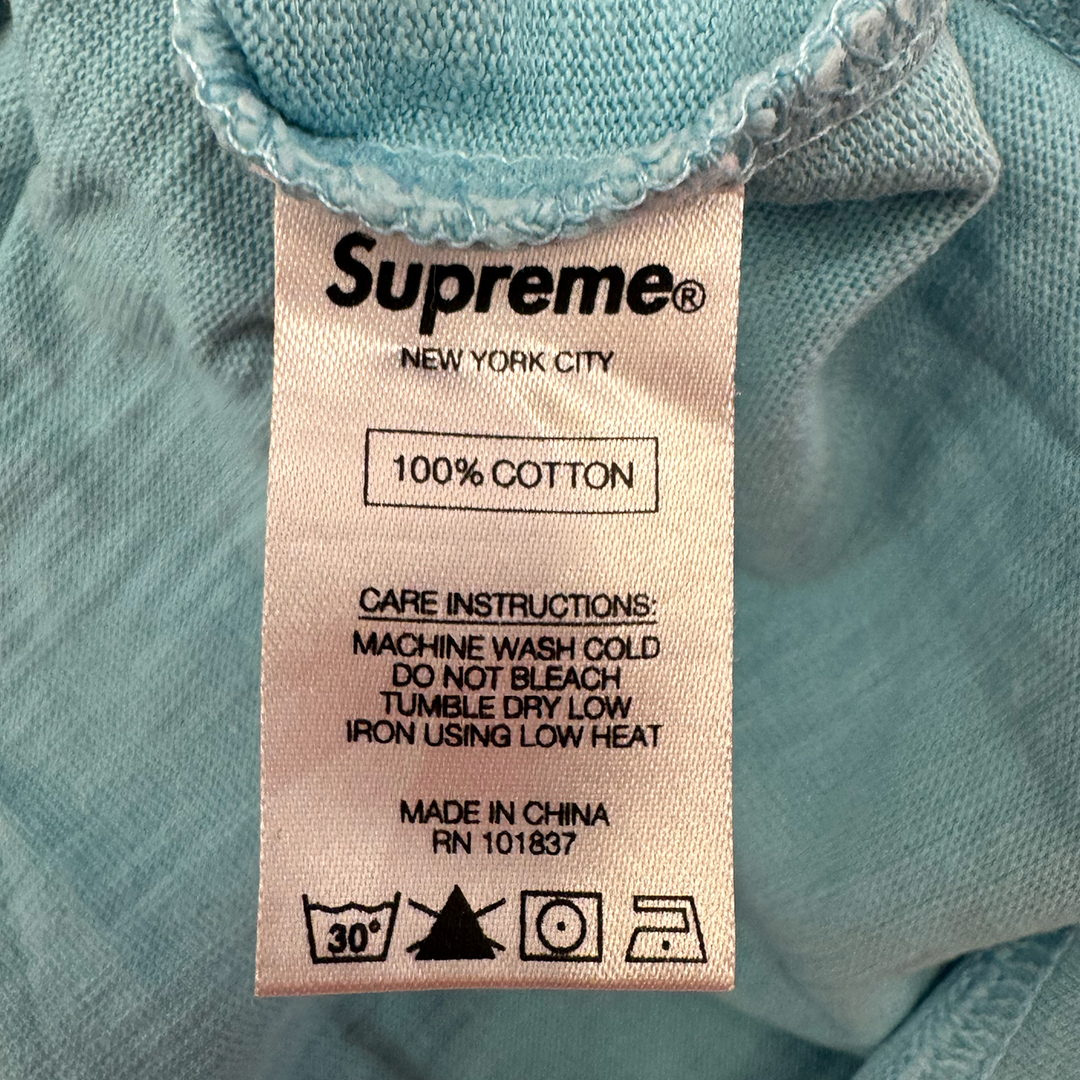 Supreme®
NEW YORK CITY
100% COTTON
CARE INSTRUCTIONS:
MACHINE WASH COLD
DO NOT BLEACH
TUMBLE DRY LOW
IRON USING LOW HEAT
MADE IN CHINA
RN 101837
30°